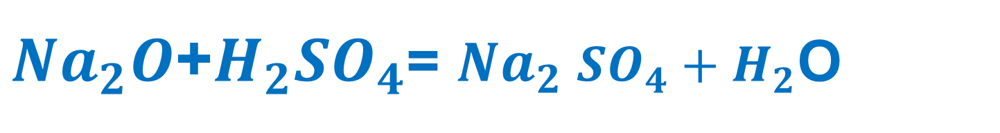 Na₂O+H₂SO₄= Na₂ SO₄ + H₂O